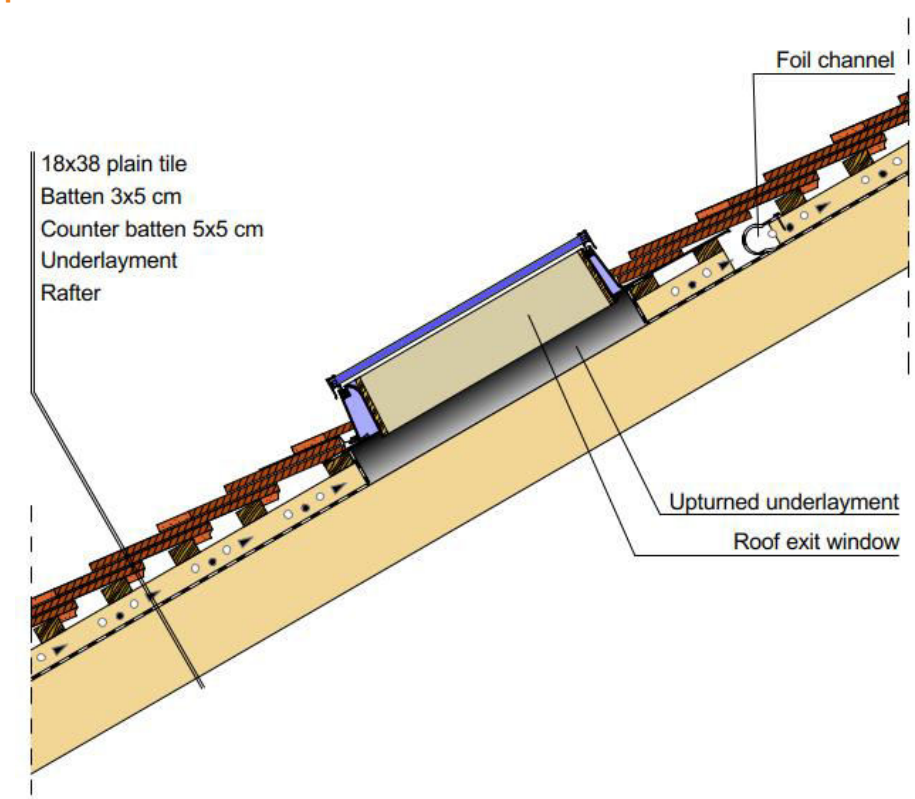 Foil channel
18x38 plain tile
Batten 3x5 cm
Counter batten 5x5 cm
Underlayment
Rafter
Upturned underlayment
Roof exit window